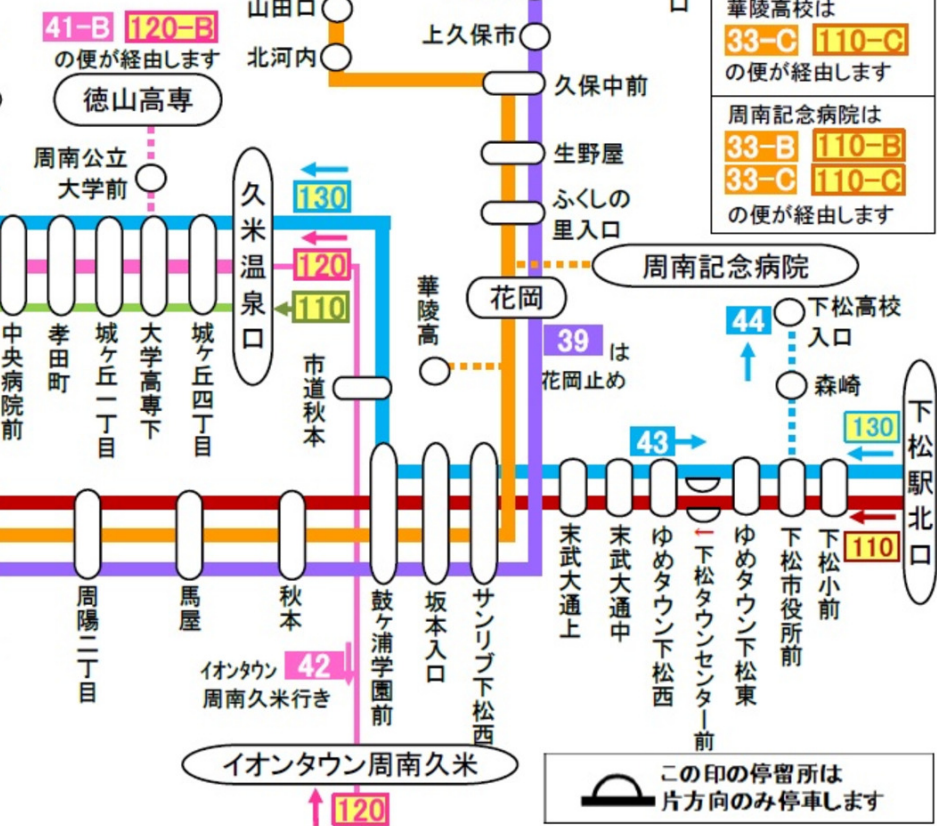 山田口
北河内
41-B 120-B
の便が経由します
徳山高専
周南公立
大学前
久米温泉口
130
120
110
中央病院前
孝田町
城ヶ丘一丁目
大学高専下
城ヶ丘四丁目
市道秋本
華陵高
上久保市
久保中前
生野屋
ふくしの
里入口
周南記念病院
花岡
39 は
花岡止め
華陵高校は
33-C 110-C
の便が経由します
周南記念病院は
33-B 110-B
33-C 110-C
の便が経由します
44
下松高校
入口
森崎
43
130
110
下松駅北口
末武大通上
末武大通中
ゆめタウン下松西
←下松タウンセンター前
ゆめタウン下松東
下松市役所前
下松小前
周陽二丁目
馬屋
秋本
鼓ヶ浦学園前
坂本入口
サンリブ下松西
イオンタウン 42
周南久米行き
イオンタウン周南久米
120
この印の停留所は
片方向のみ停車します